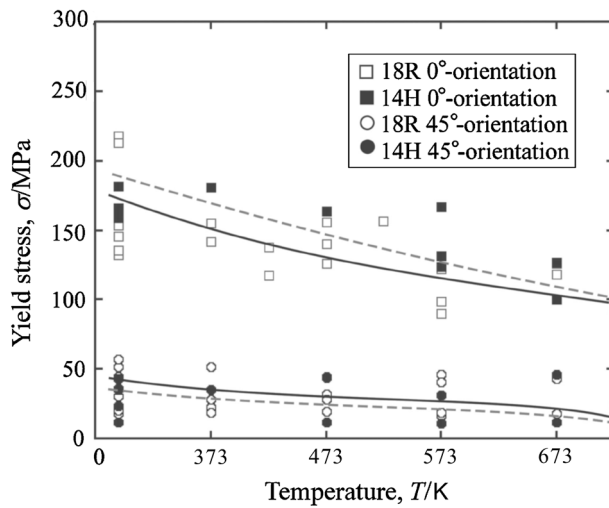 300
250
200
150
100
50
0
Yield stress, σ/MPa
18R 0°-orientation
14H 0°-orientation
18R 45°-orientation
14H 45°-orientation
0 373 473 573 673
Temperature, T/K